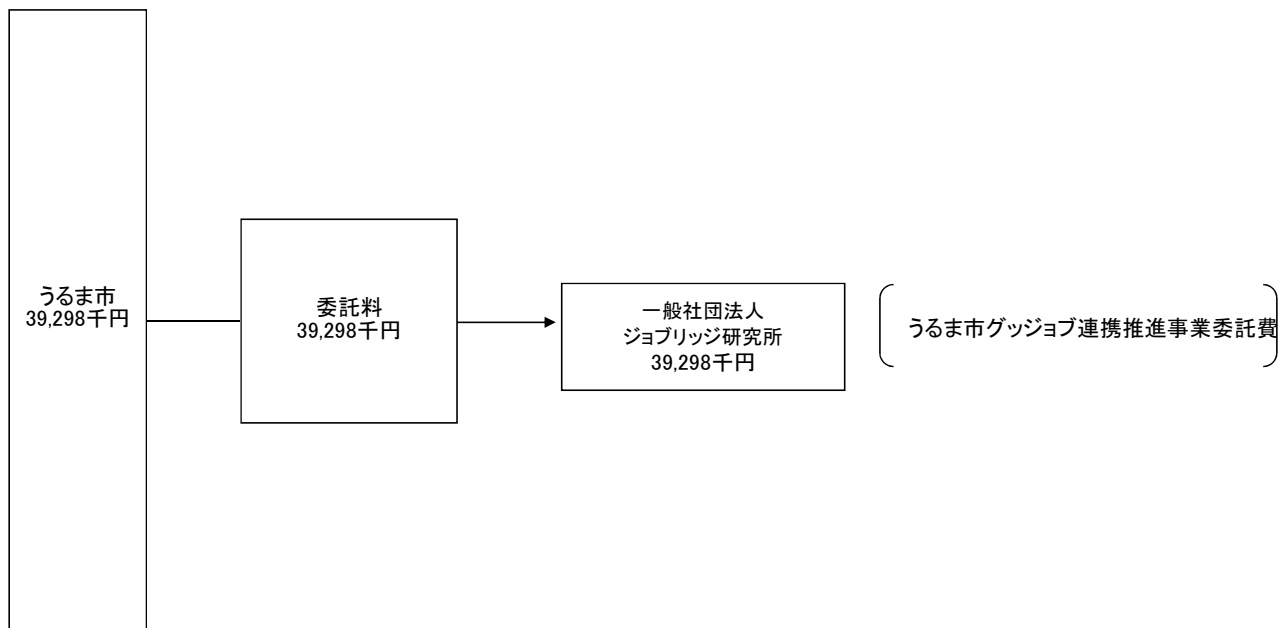 うるま市
39,298千円
委託料
39,298千円
一般社団法人
ジョブリッジ研究所
39,298千円
うるま市グッジョブ連携推進事業委託費